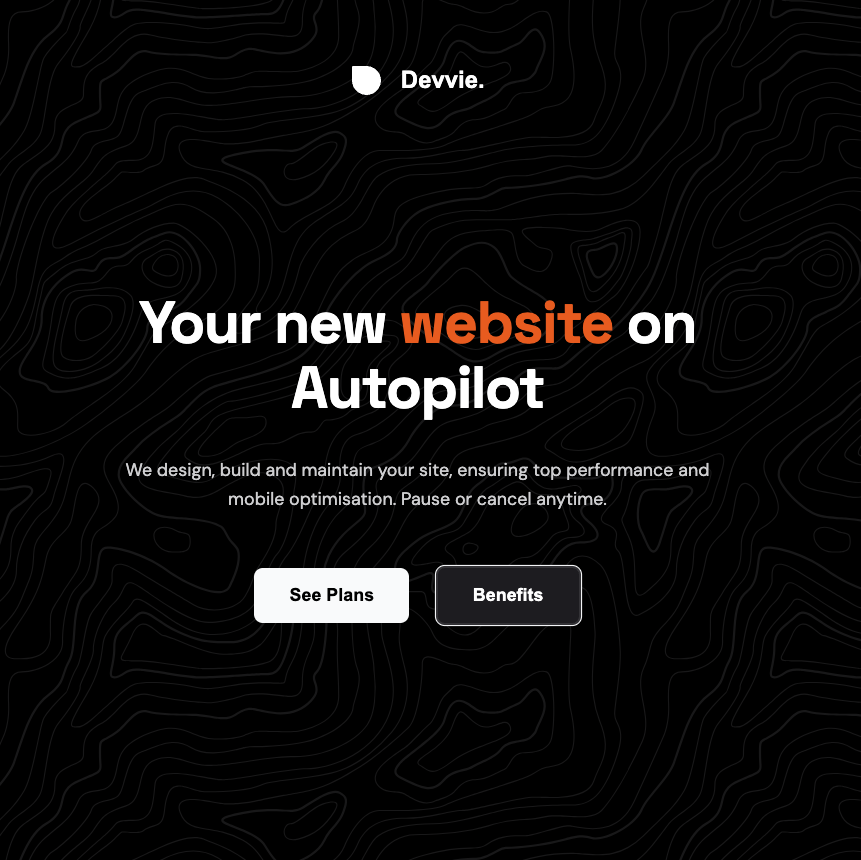 Devvie.
Your new website on
Autopilot
We design, build and maintain your site, ensuring top performance and
mobile optimisation. Pause or cancel anytime.
See Plans
Benefits